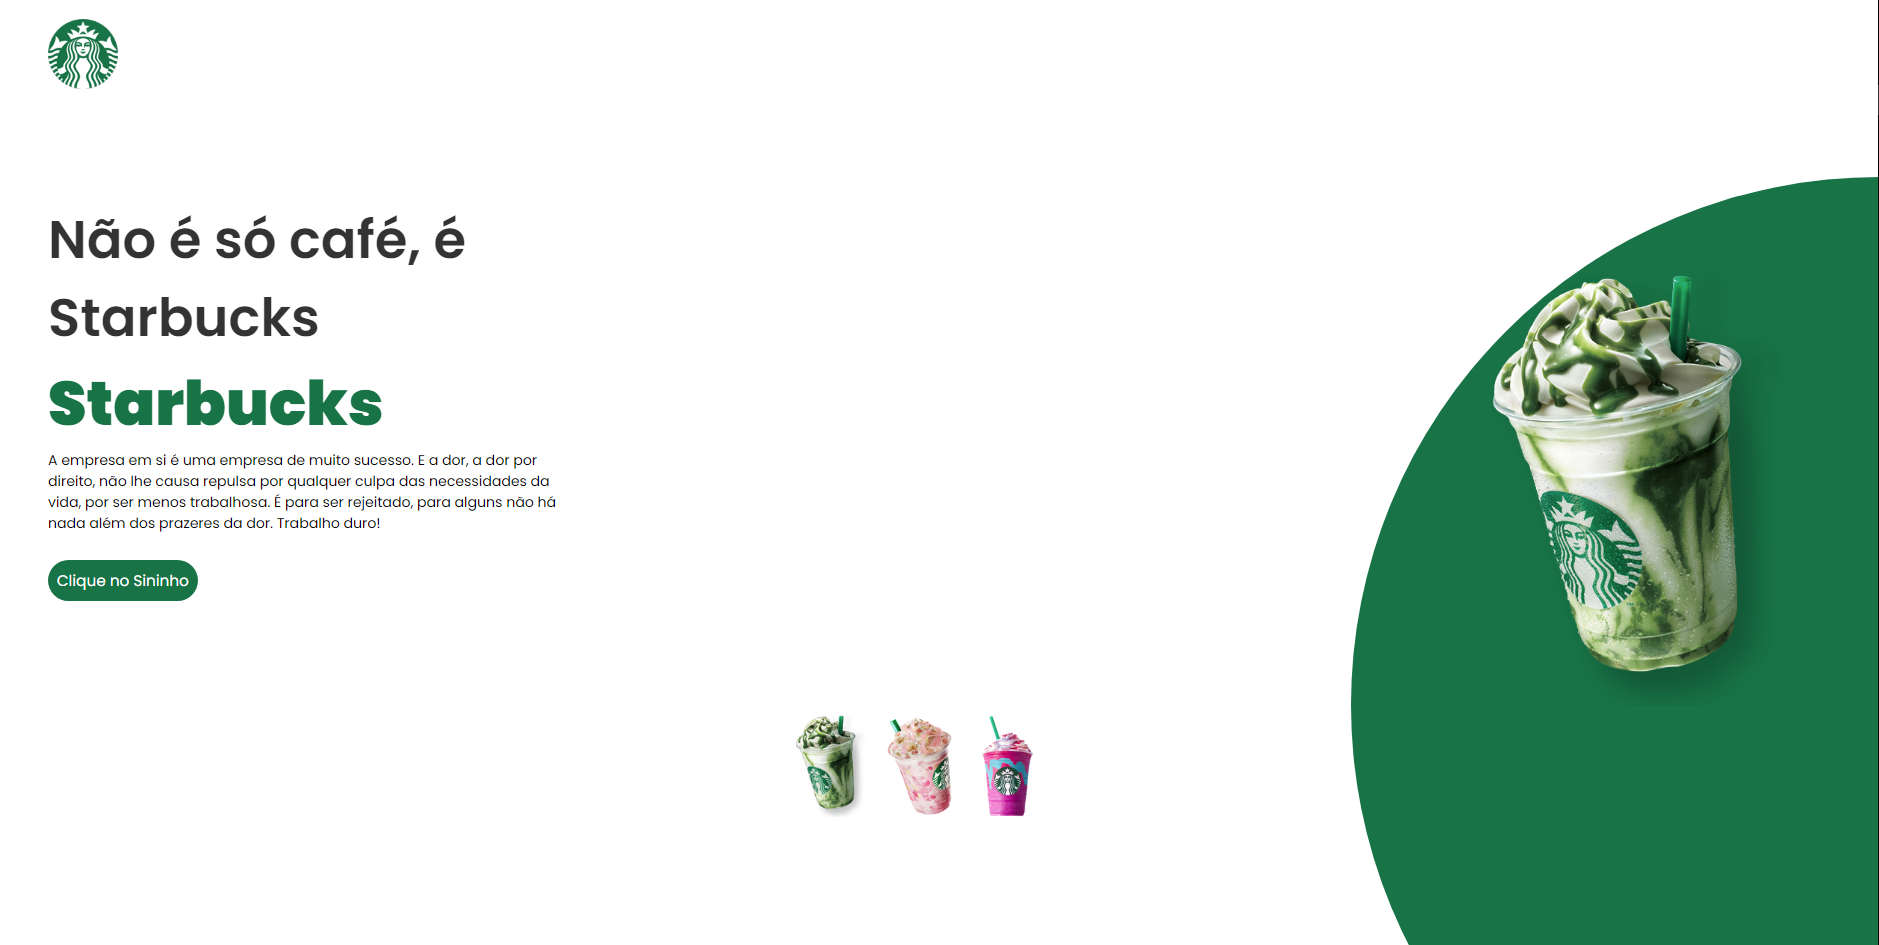 Não é só café, é
Starbucks
Starbucks
A empresa em si é uma empresa de muito sucesso. E a dor, a dor por
direito, não lhe causa repulsa por qualquer culpa das necessidades da
vida, por ser menos trabalhosa. É para ser rejeitado, para alguns não há
nada além dos prazeres da dor. Trabalho duro!
Clique no Sininho